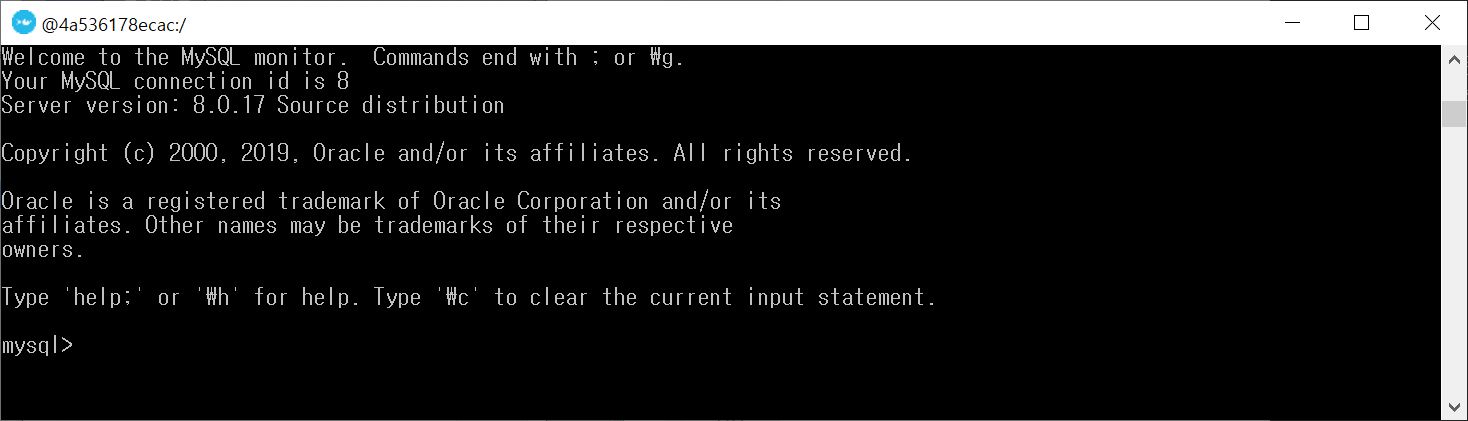 @4a536178ecac:/
Welcome to the MySQL monitor.  Commands end with ; or ₩g.
Your MySQL connection id is 8
Server version: 8.0.17 Source distribution
Copyright (c) 2000, 2019, Oracle and/or its affiliates. All rights reserved.
Oracle is a registered trademark of Oracle Corporation and/or its
affiliates. Other names may be trademarks of their respective
owners.
Type 'help;' or '₩h' for help. Type '₩c' to clear the current input statement.
mysql>